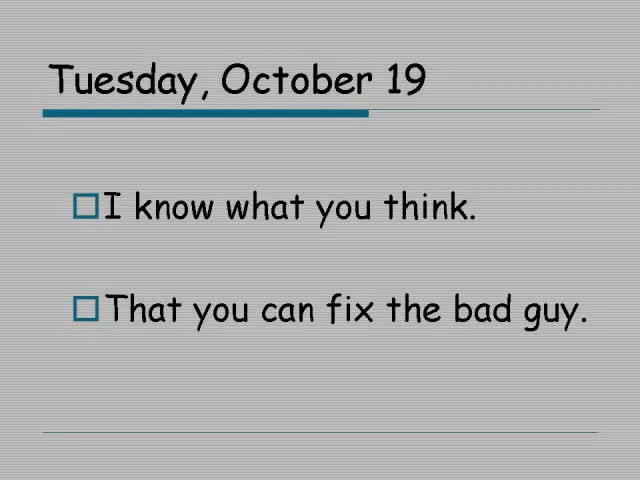 Tuesday, October 19
I know what you think.
That you can fix the bad guy.